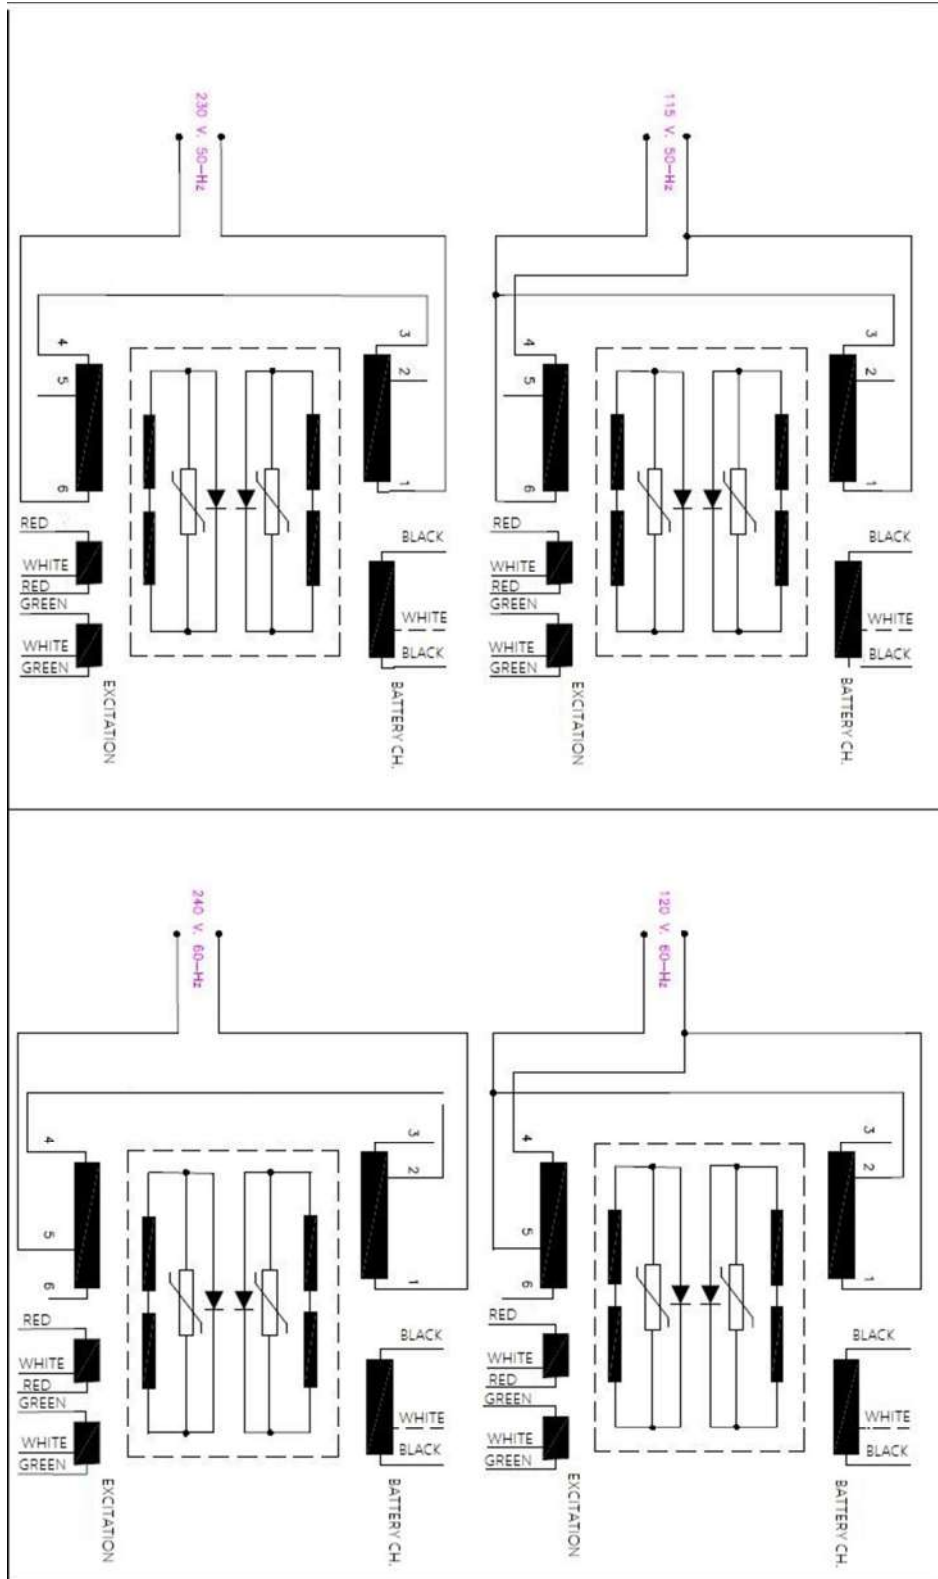 230 V. 50-Hz
4
5
6
3
2
1
RED
WHITE
RED
GREEN
WHITE
GREEN
EXCITATION
BLACK
WHITE
BLACK
BATTERY CH.
115 V. 50-Hz
4
5
6
3
2
1
RED
WHITE
RED
GREEN
WHITE
GREEN
EXCITATION
BLACK
WHITE
BLACK
BATTERY CH.
240 V. 60-Hz
4
5
6
3
2
1
RED
WHITE
RED
GREEN
WHITE
GREEN
EXCITATION
BLACK
WHITE
BLACK
BATTERY CH.
120 V. 60-Hz
4
5
6
3
2
1
RED
WHITE
RED
GREEN
WHITE
GREEN
EXCITATION
BLACK
WHITE
BLACK
BATTERY CH.